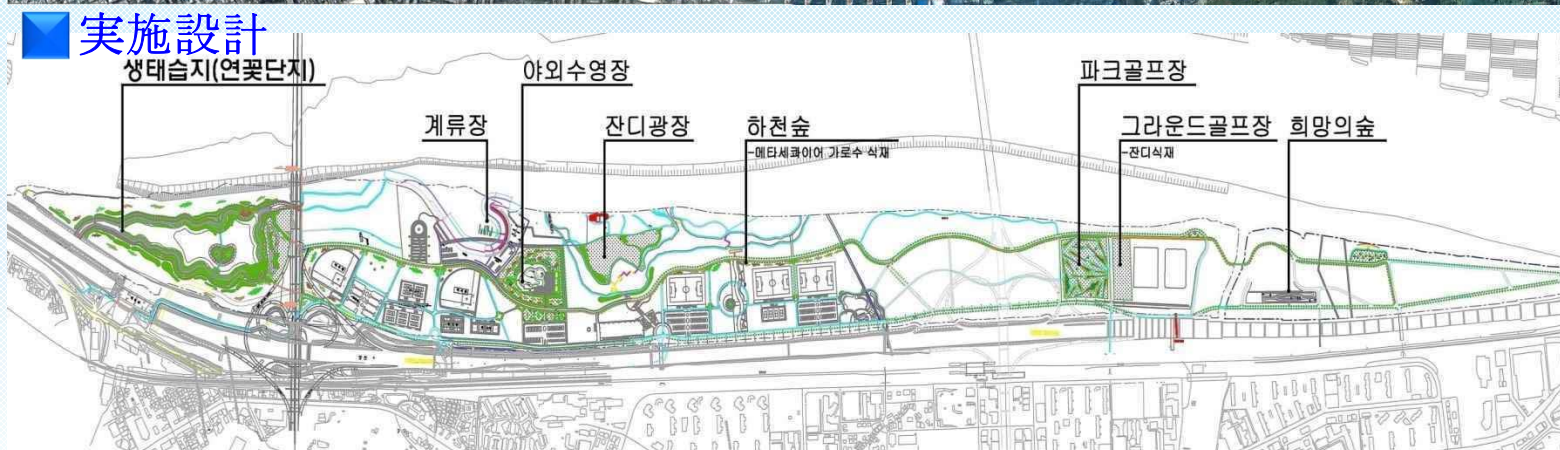 実施設計
생태습지(연꽃단지)
야외수영장
파크골프장
계류장
잔디광장
하천숲
-메타세콰이어 가로수 식재
그라운드골프장
-잔디식재
희망의숲